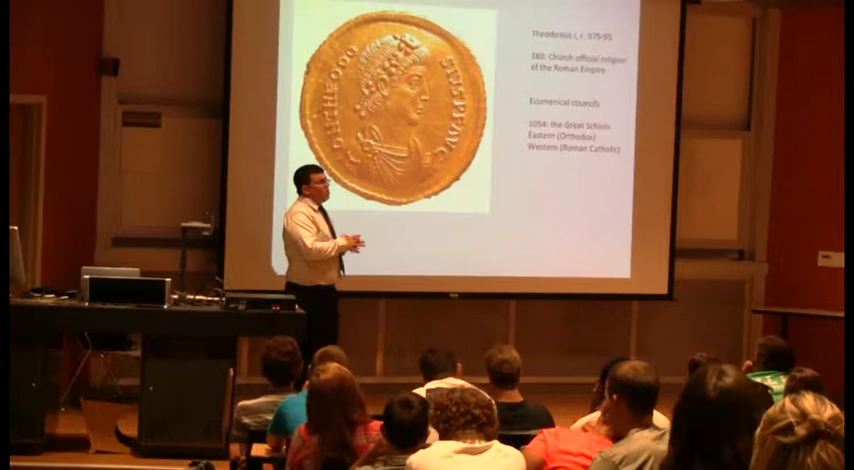 Theodosius I, r. 379-95
380: Church official religion
of the Roman Empire
Ecumenical councils
1054: the Great Schism
Eastern (Orthodox)
Western (Roman Catholic)